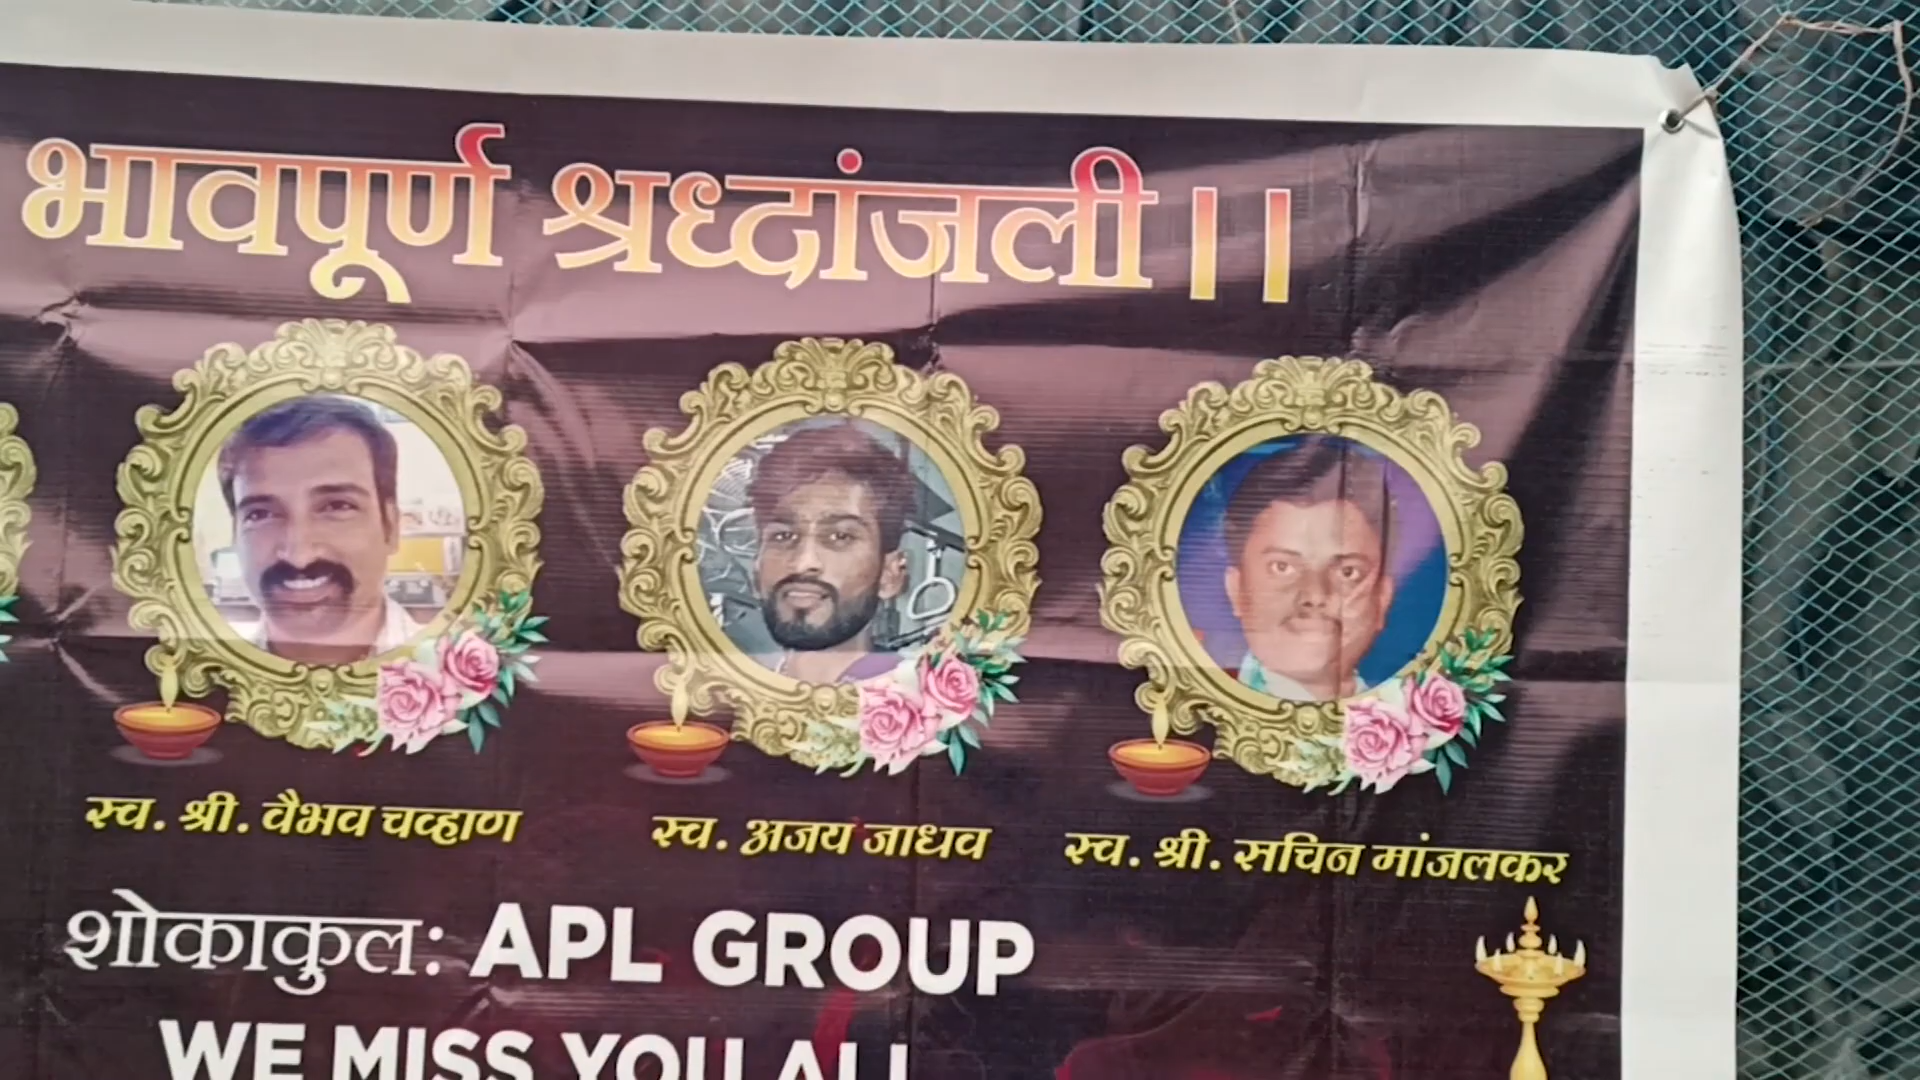 भावपूर्ण श्रध्दांजली ।।
स्व. श्री. वैभव चव्हाण
स्व. अजय जाधव
स्व. श्री. सचिन मांजलकर
शोकाकुल: APL GROUP
WE MISS YOU ALL